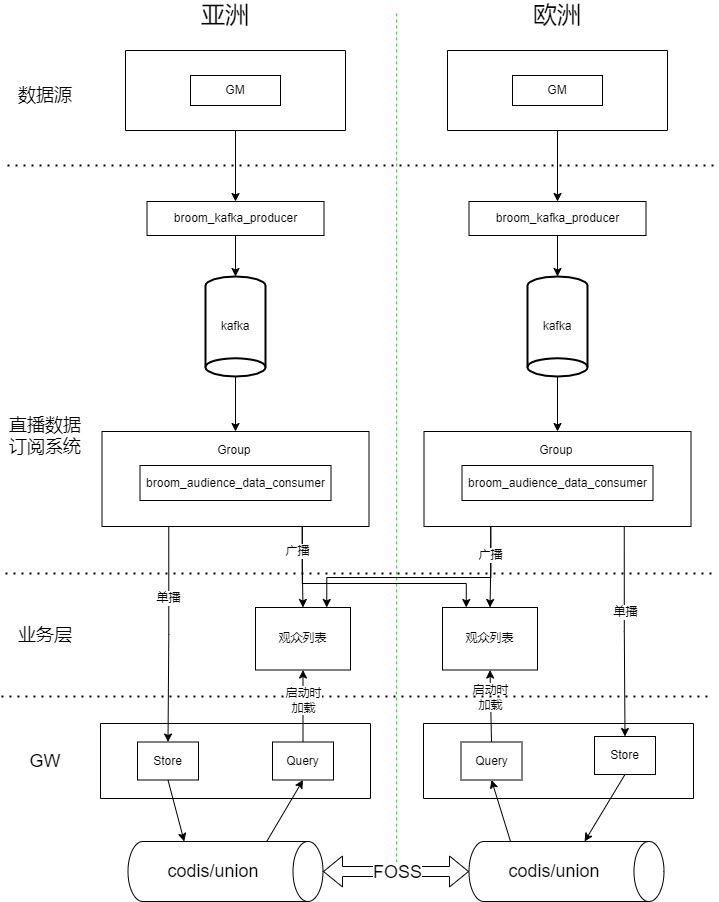 亚洲
欧洲
数据源
GM
GM
broom_kafka_producer
broom_kafka_producer
kafka
kafka
直播数据
订阅系统
Group
Group
broom_audience_data_consumer
broom_audience_data_consumer
广播
广播
单播
单播
业务层
观众列表
观众列表
启动时
加载
启动时
加载
GW
Store
Query
Query
Store
codis/union
FOSS
codis/union